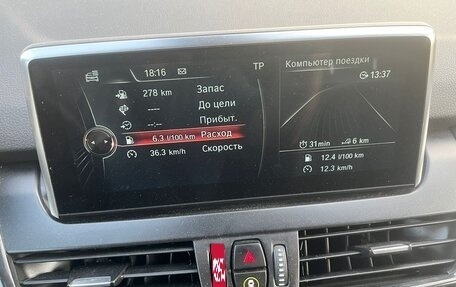 18:16
TP
Компьютер поездки
13:37
278 km Запас
---- До цели
--:-- Прибыт.
6.3 l/100 km Расход
36.3 km/h Скорость
31min 6 km
12.4 l/100 km
12.3 km/h